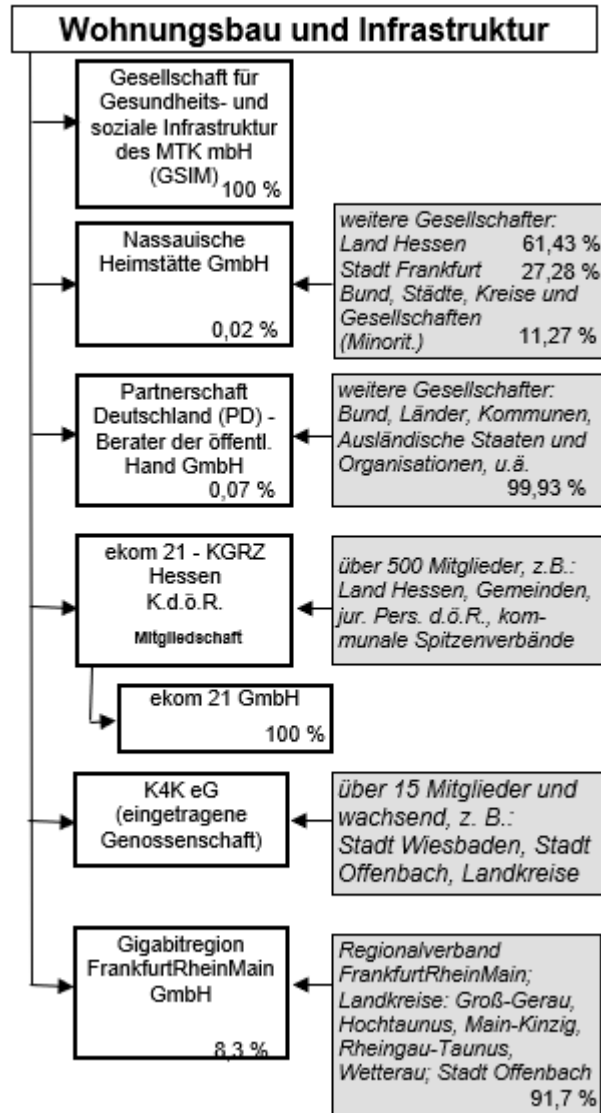 Wohnungsbau und Infrastruktur
Gesellschaft für
Gesundheits- und
soziale Infrastruktur
des MTK mbH
(GSIM)
100 %
Nassauische
Heimstätte GmbH
0,02 %
weitere Gesellschafter:
Land Hessen 61,43 %
Stadt Frankfurt 27,28 %
Bund, Städte, Kreise und
Gesellschaften
(Minorit.) 11,27 %
Partnerschaft
Deutschland (PD) -
Berater der öffentl.
Hand GmbH
0,07 %
weitere Gesellschafter:
Bund, Länder, Kommunen,
Ausländische Staaten und
Organisationen, u.ä.
99,93 %
ekom 21 - KGRZ
Hessen
K.d.ö.R.
Mitgliedschaft
über 500 Mitglieder, z.B.:
Land Hessen, Gemeinden,
jur. Pers. d.ö.R., kom-
munale Spitzenverbände
ekom 21 GmbH
100 %
K4K eG
(eingetragene
Genossenschaft)
über 15 Mitglieder und
wachsend, z. B.:
Stadt Wiesbaden, Stadt
Offenbach, Landkreise
Gigabitregion
FrankfurtRheinMain
GmbH
8,3 %
Regionalverband
FrankfurtRheinMain;
Landkreise: Groß-Gerau,
Hochtaunus, Main-Kinzig,
Rheingau-Taunus,
Wetterau; Stadt Offenbach
91,7 %